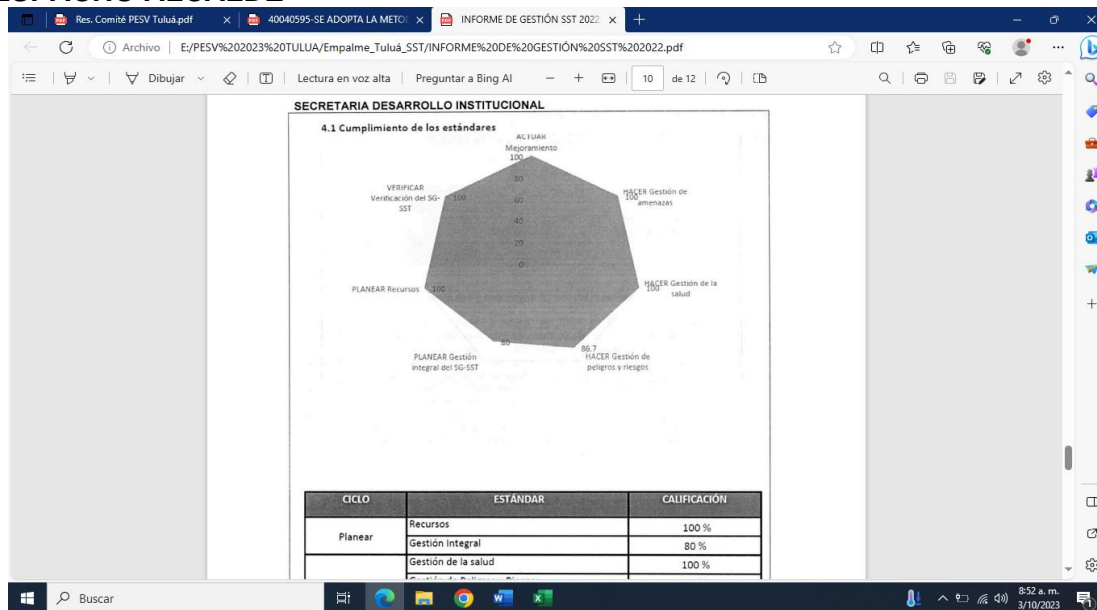 Res. Comité PESV Tuluá.pdf
40040595-SE ADOPTA LA METO
INFORME DE GESTIÓN SST 2022
Archivo
E:/PESV%202023%20TULUA/Empalme_Tuluá_SST/INFORME%20DE%20GESTIÓN%20SST%202022.pdf
Dibujar
Lectura en voz alta
Preguntar a Bing AI
10
de 12
SECRETARIA DESARROLLO INSTITUCIONAL
4.1 Cumplimiento de los estándares
ACTUAR
Mejoramiento
100
80
60
40
20
0
HACER Gestión de
100 amenazas
HACER Gestión de la
100 salud
86.7
HACER Gestión de
peligros y riesgos
80
PLANEAR Gestión
integral del SG-SST
PLANEAR Recursos
100
VERIFICAR
Verificación del SG-
SST
100
CICLO ESTÁNDAR CALIFICACIÓN
Planear
Recursos 100 %
Gestión Integral 80 %
Gestión de la salud 100 %
Buscar
8:52 a. m.
3/10/2023